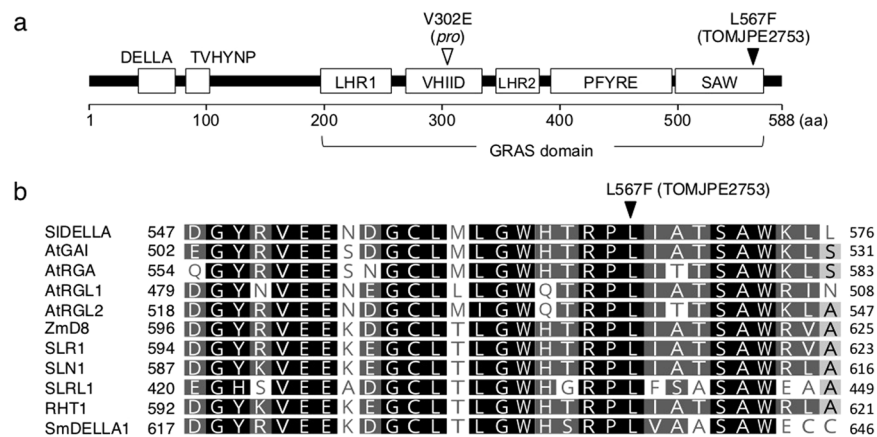 a
V302E
(pro)
L567F
(TOMJPE2753)
DELLA TVHYNP
LHR1 VHIID LHR2 PFYRE SAW
1 100 200 300 400 500 588 (aa)
GRAS domain
b
L567F (TOMJPE2753)
SlDELLA 547 D G Y R V E E N D G C L M L G W H T R P L I A T S A W K L L 576
AtGAI 502 E G Y R V E E S D G C L M L G W H T R P L I A T S A W K L S 531
AtRGA 554 Q G Y R V E E S N G C L M L G W H T R P L I T T S A W K L S 583
AtRGL1 479 D G Y N V E E N E G C L L L G W Q T R P L I A T S A W R I N 508
AtRGL2 518 D G Y R V E E N D G C L M I G W Q T R P L I T T S A W K L A 547
ZmD8 596 D G Y R V E E K D G C L T L G W H T R P L I A T S A W R V A 625
SLR1 594 D G Y R V E E K E G C L T L G W H T R P L I A T S A W R V A 623
SLN1 587 D G Y K V E E K D G C L T L G W H T R P L I A T S A W R L A 616
SLRL1 420 E G H S V E E A D G C L T L G W H G R P L F S A S A W E A A 449
RHT1 592 D G Y K V E E K E G C L T L G W H T R P L I A T S A W R L A 621
SmDELLA1 617 D G Y R V E E K D G C L T L G W H S R P L V A A S A W E C C 646